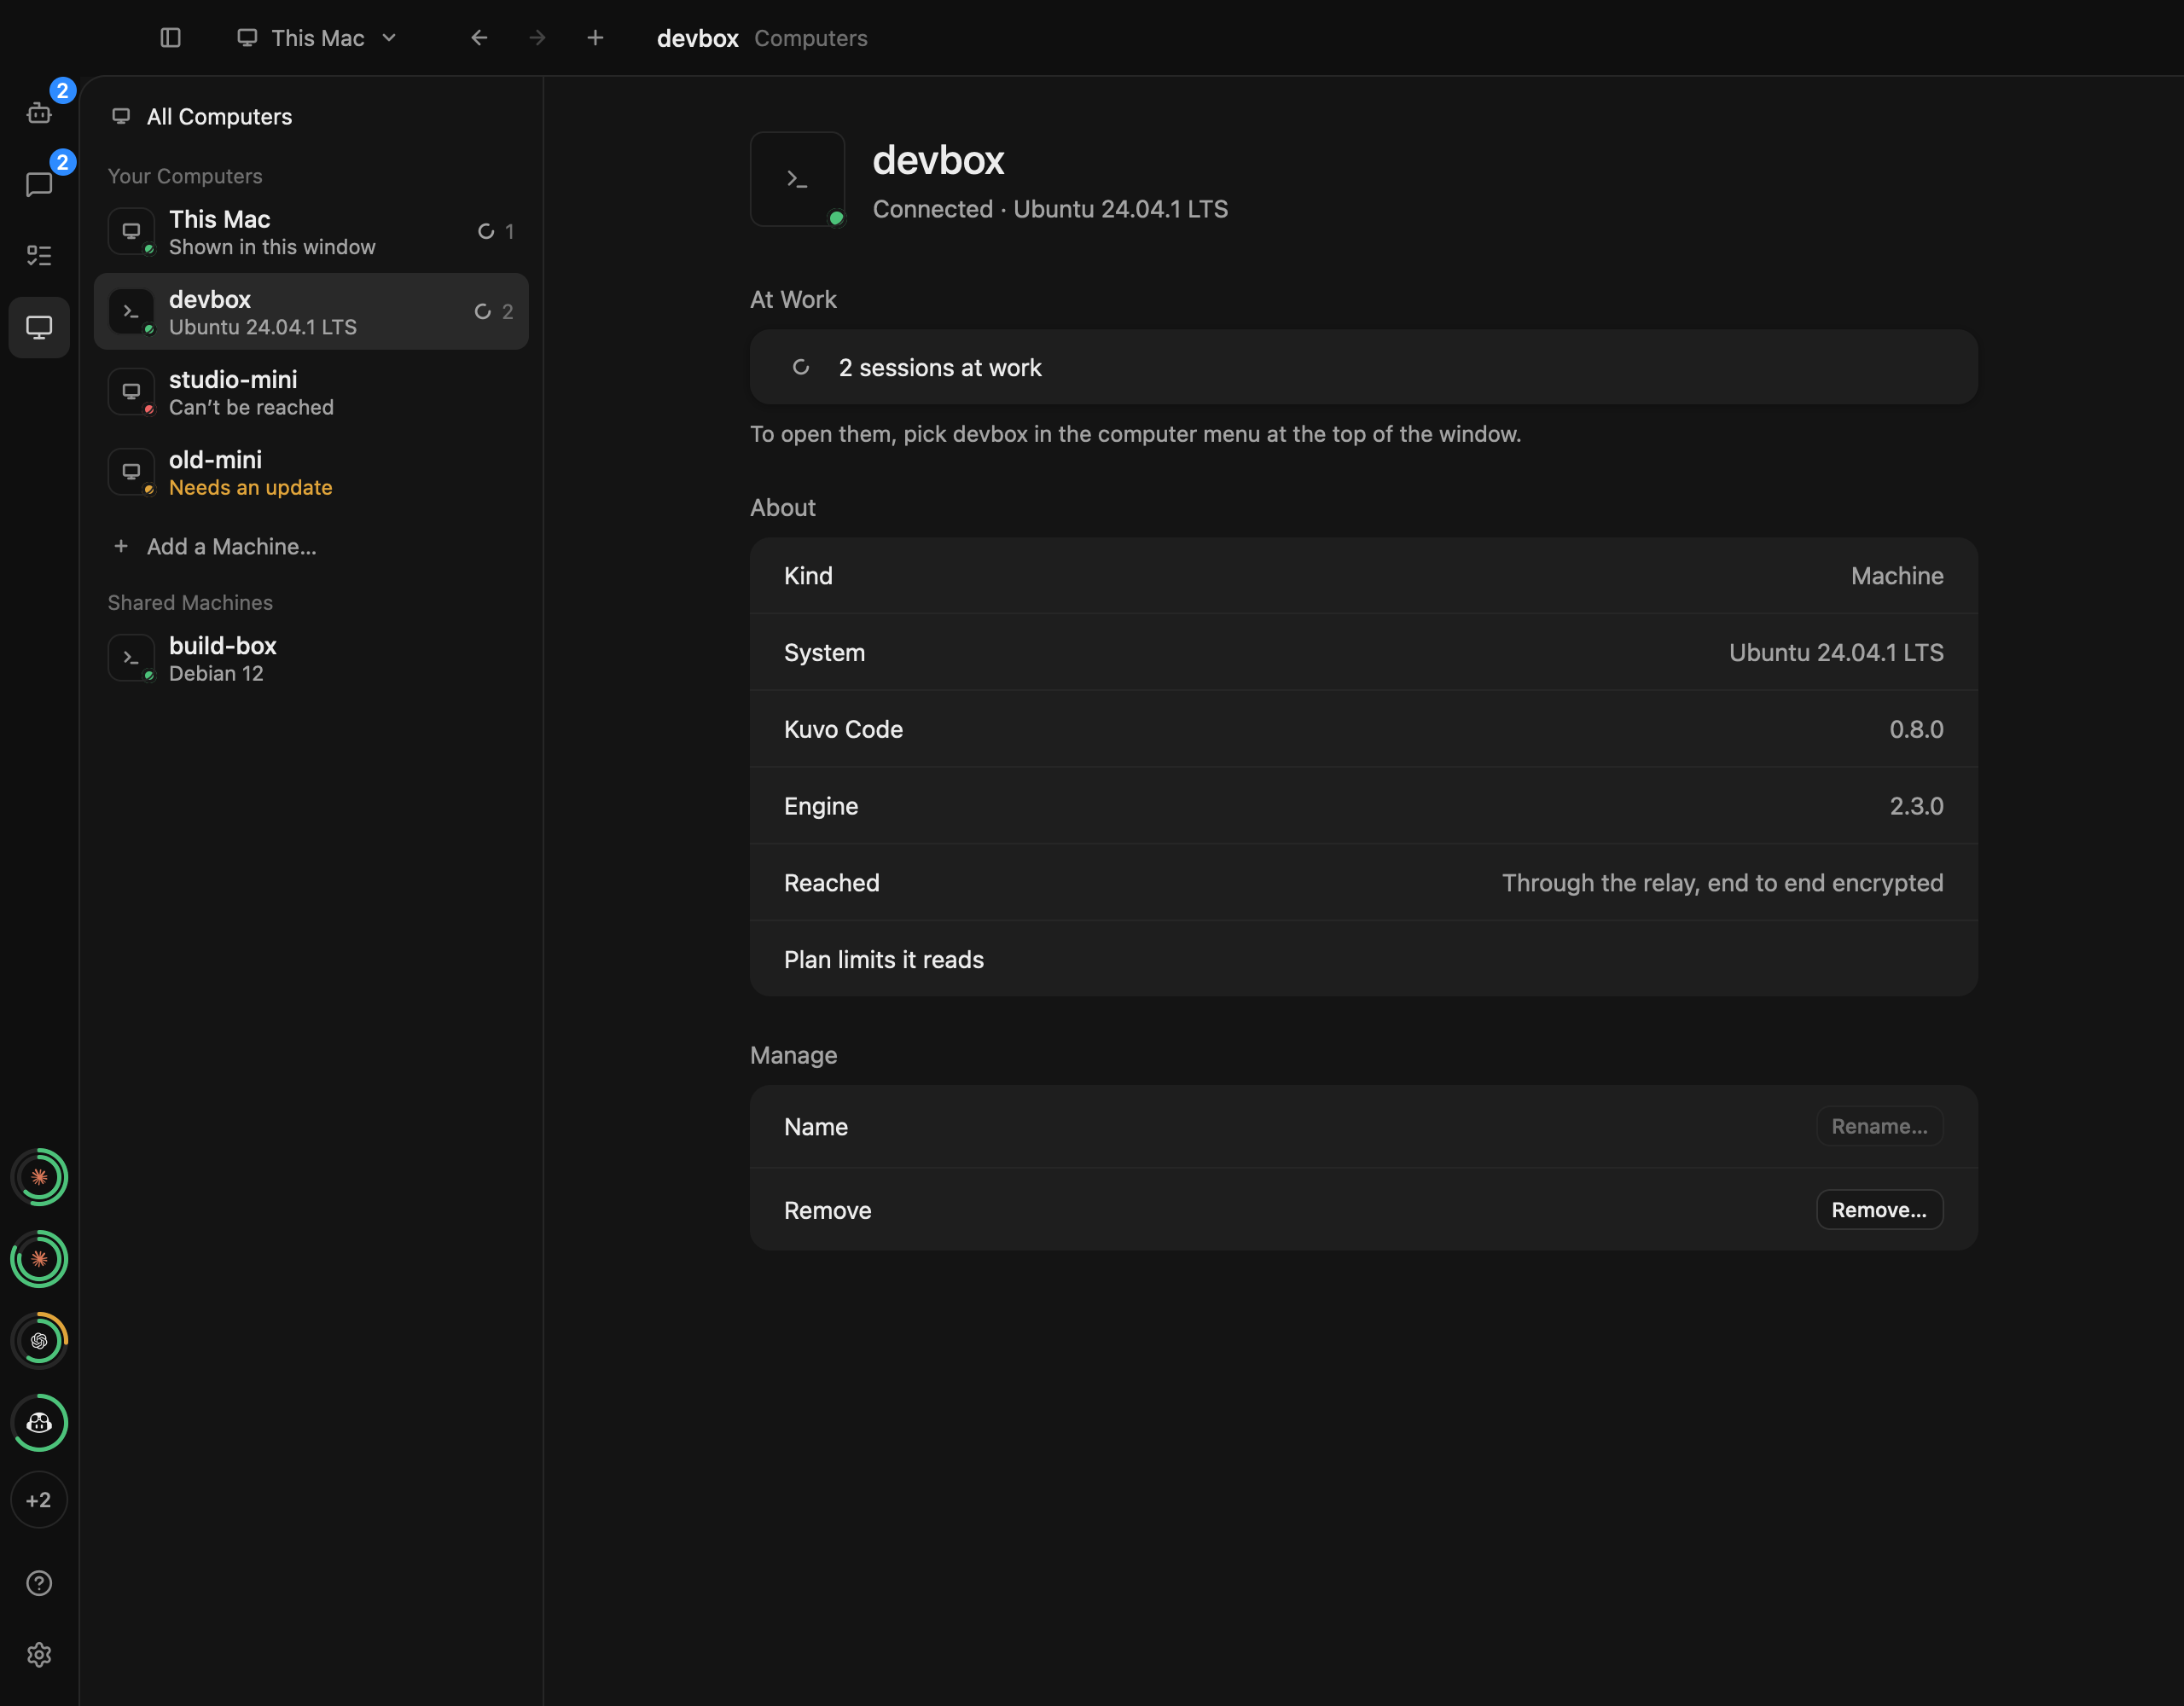 This Mac
devbox Computers
2
2
All Computers
Your Computers
This Mac
Shown in this window
1
devbox
Ubuntu 24.04.1 LTS
2
studio-mini
Can’t be reached
old-mini
Needs an update
+ Add a Machine...
Shared Machines
build-box
Debian 12
+2
devbox
Connected · Ubuntu 24.04.1 LTS
At Work
2 sessions at work
To open them, pick devbox in the computer menu at the top of the window.
About
Kind Machine
System Ubuntu 24.04.1 LTS
Kuvo Code 0.8.0
Engine 2.3.0
Reached Through the relay, end to end encrypted
Plan limits it reads
Manage
Name Rename...
Remove Remove...